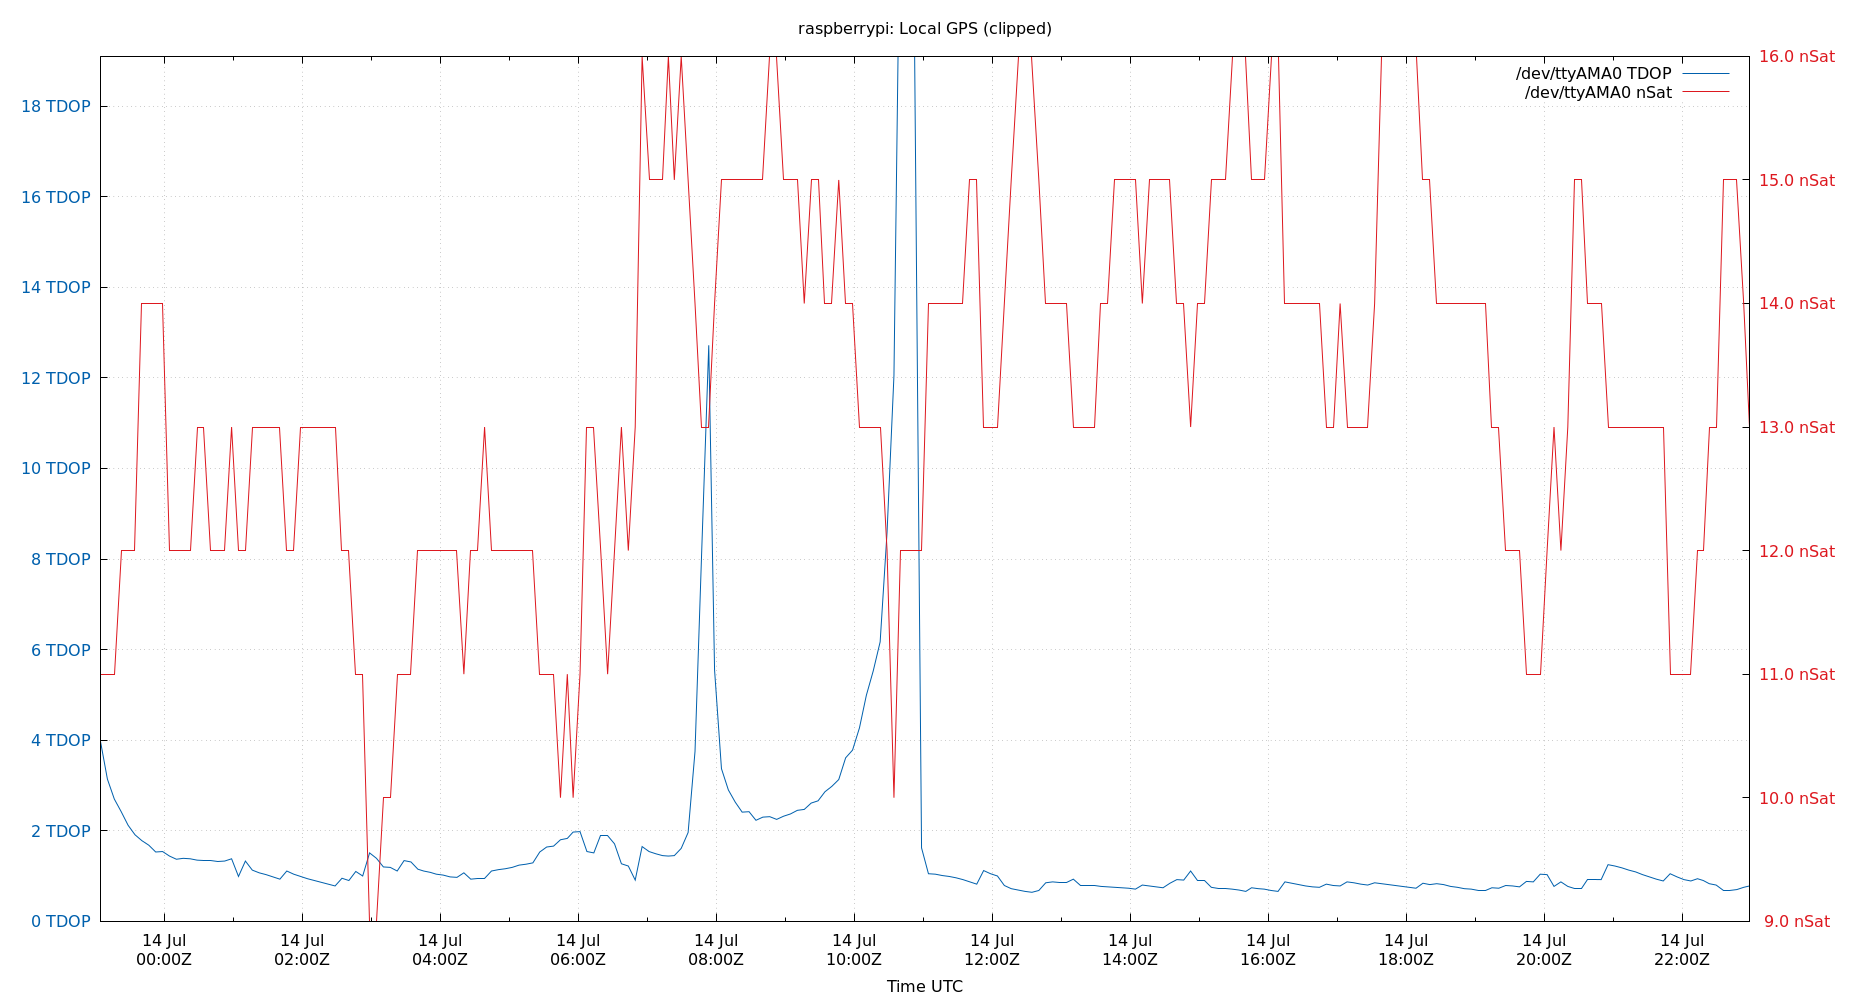 raspberrypi: Local GPS (clipped)
/dev/ttyAMA0 TDOP
/dev/ttyAMA0 nSat
18 TDOP
16 TDOP
14 TDOP
12 TDOP
10 TDOP
8 TDOP
6 TDOP
4 TDOP
2 TDOP
0 TDOP
16.0 nSat
15.0 nSat
14.0 nSat
13.0 nSat
12.0 nSat
11.0 nSat
10.0 nSat
9.0 nSat
14 Jul
00:00Z
14 Jul
02:00Z
14 Jul
04:00Z
14 Jul
06:00Z
14 Jul
08:00Z
14 Jul
10:00Z
14 Jul
12:00Z
14 Jul
14:00Z
14 Jul
16:00Z
14 Jul
18:00Z
14 Jul
20:00Z
14 Jul
22:00Z
Time UTC